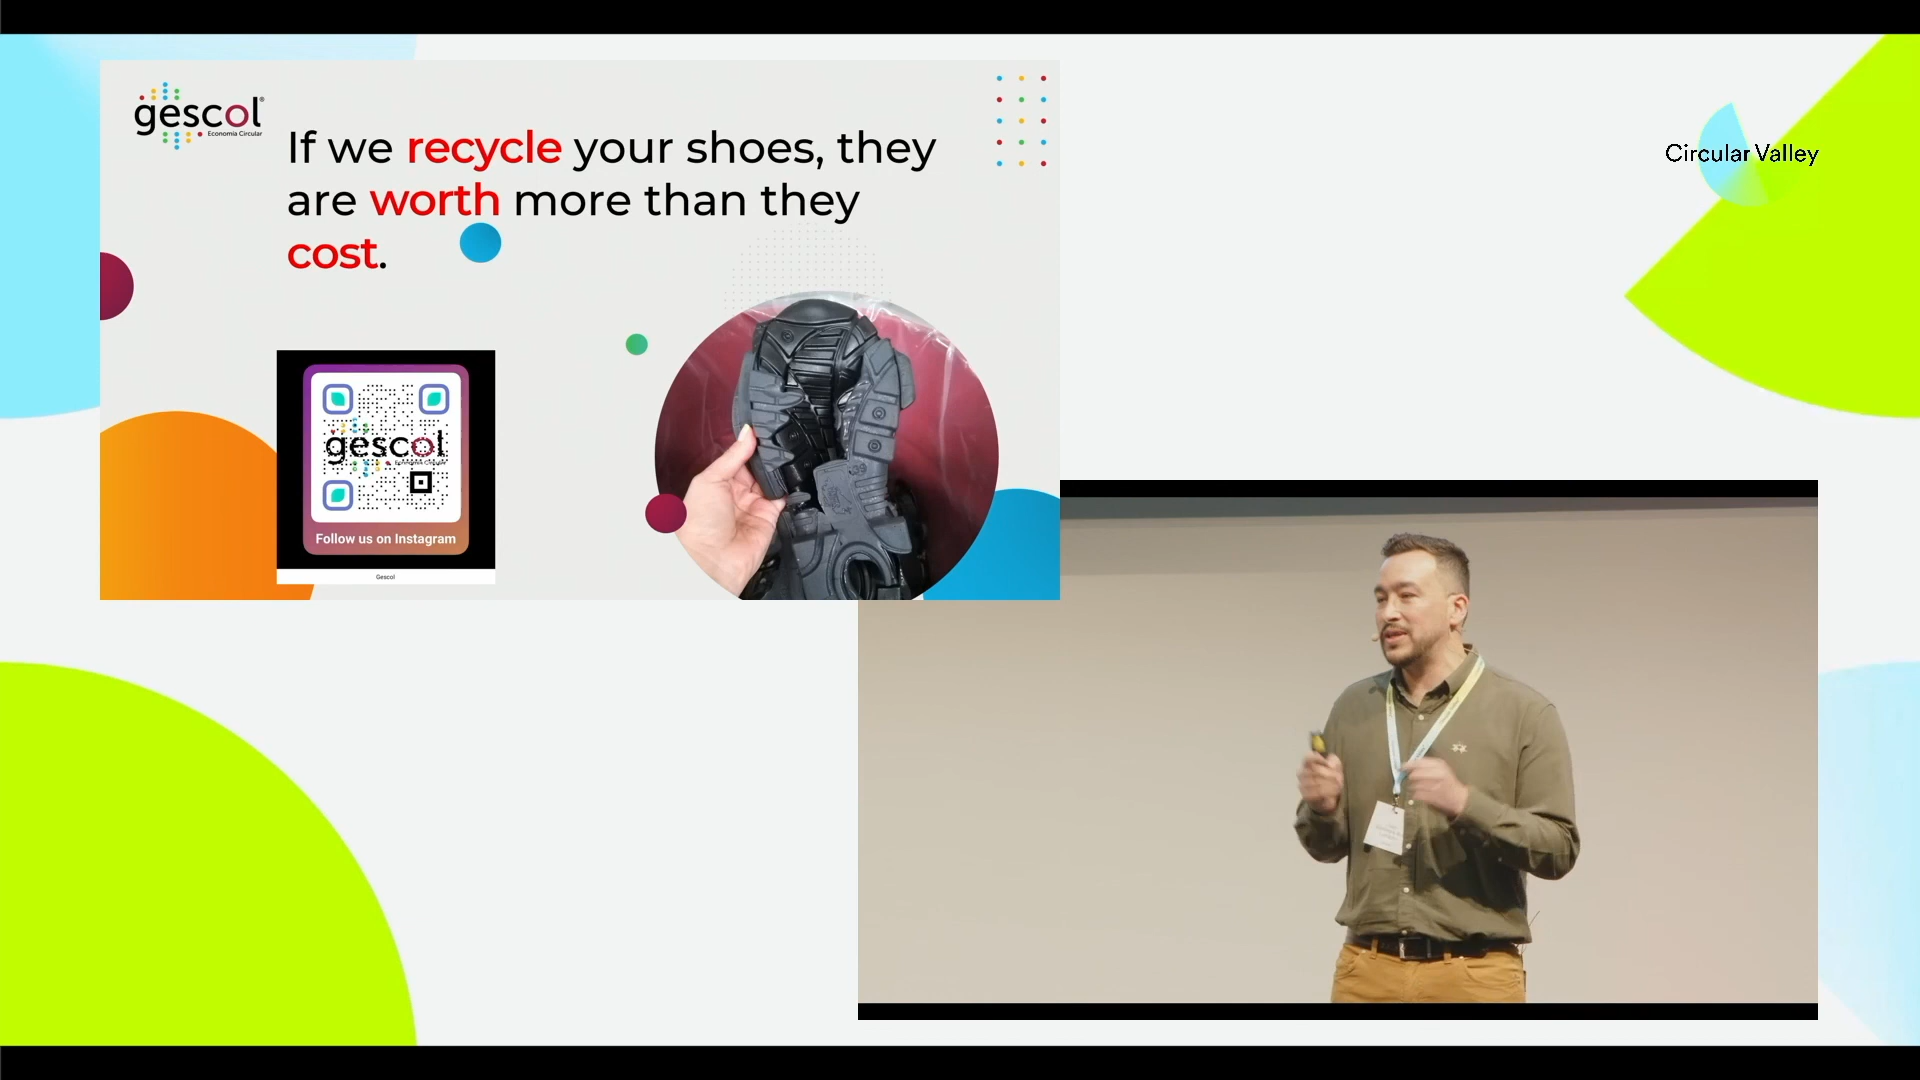 gescol®
Economía Circular
If we recycle your shoes, they
are worth more than they
cost.
gescol
Follow us on Instagram
Gescol
39
Circular Valley